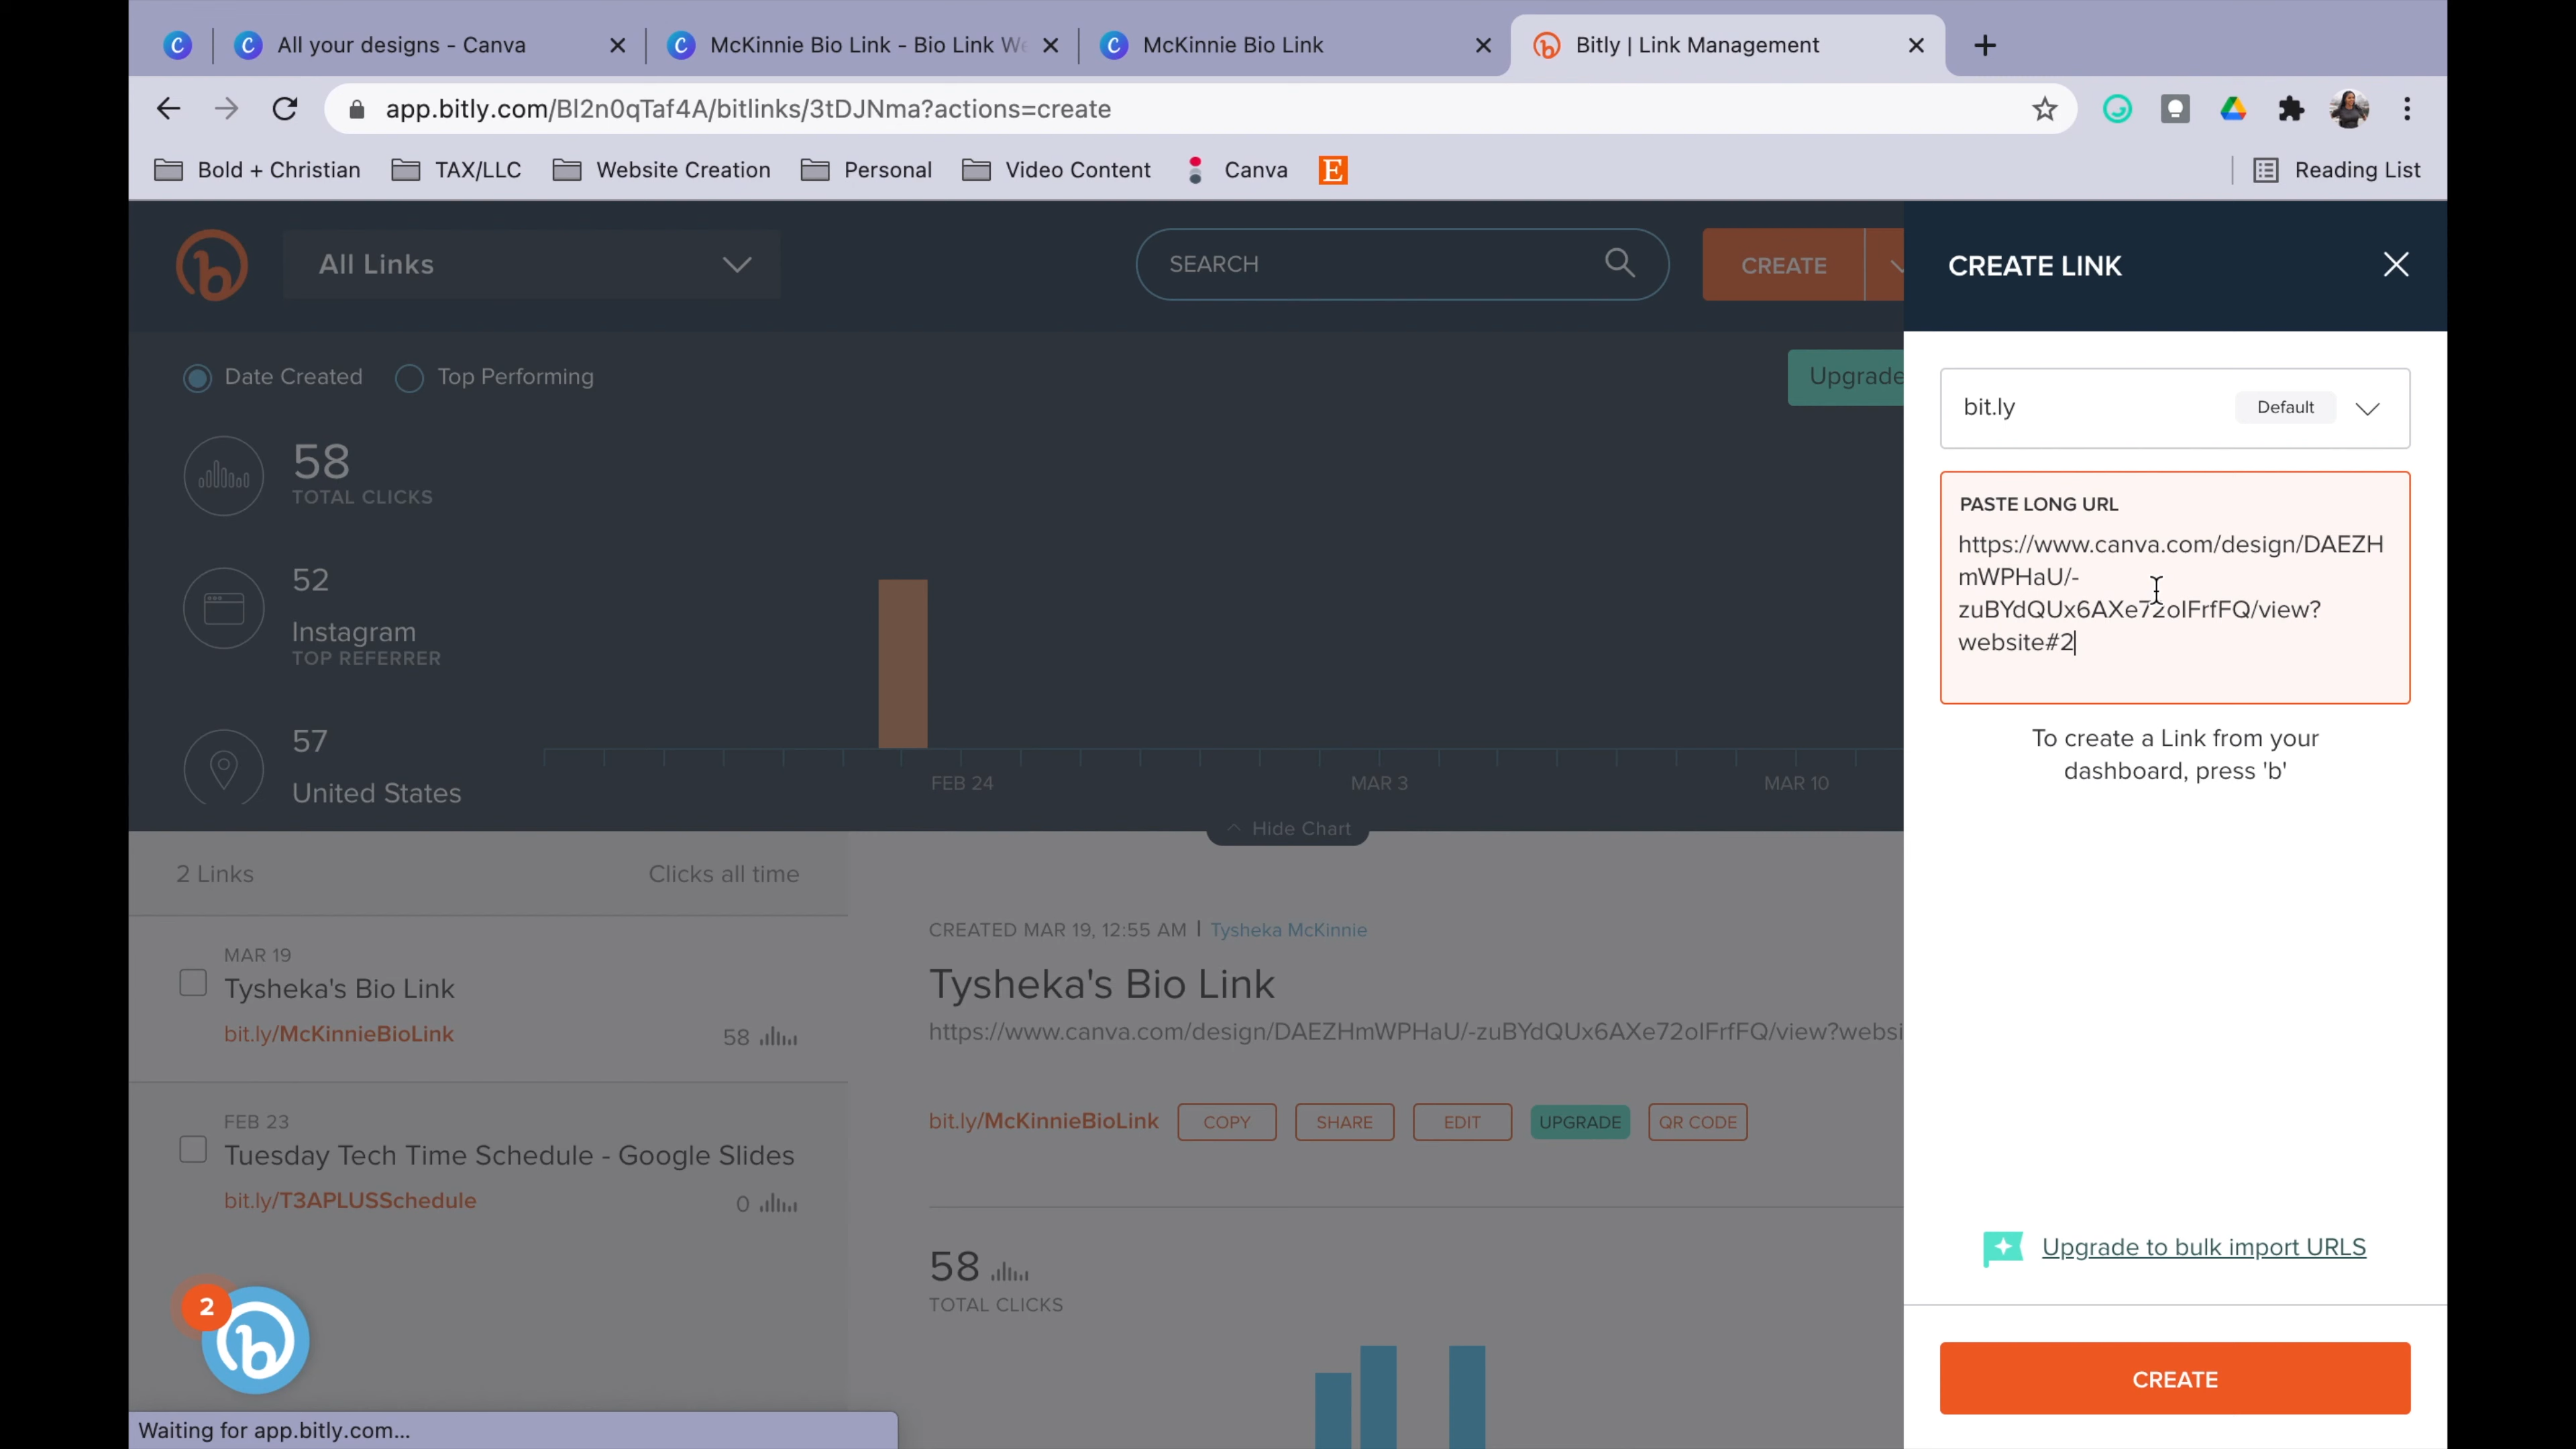 All your designs - Canva
McKinnie Bio Link - Bio Link We
McKinnie Bio Link
Bitly | Link Management
app.bitly.com/Bl2n0qTaf4A/bitlinks/3tDJNma?actions=create
Bold + Christian
TAX/LLC
Website Creation
Personal
Video Content
Canva
E
Reading List
All Links
SEARCH
CREATE
CREATE LINK
Date Created
Top Performing
Upgrade
58
TOTAL CLICKS
52
Instagram
TOP REFERRER
57
United States
FEB 24
MAR 3
MAR 10
Hide Chart
bit.ly
Default
PASTE LONG URL
https://www.canva.com/design/DAEZH
mWPHaU/-
zuBYdQUx6AXe72oIFrfFQ/view?
website#2
To create a Link from your
dashboard, press 'b'
2 Links
Clicks all time
MAR 19
Tysheka's Bio Link
bit.ly/McKinnieBioLink
58
FEB 23
Tuesday Tech Time Schedule - Google Slides
bit.ly/T3APLUSSchedule
0
CREATED MAR 19, 12:55 AM | Tysheka McKinnie
Tysheka's Bio Link
https://www.canva.com/design/DAEZHmWPHaU/-zuBYdQUx6AXe72oIFrfFQ/view?websi
bit.ly/McKinnieBioLink
COPY
SHARE
EDIT
UPGRADE
QR CODE
58
TOTAL CLICKS
Upgrade to bulk import URLS
CREATE
2
Waiting for app.bitly.com...